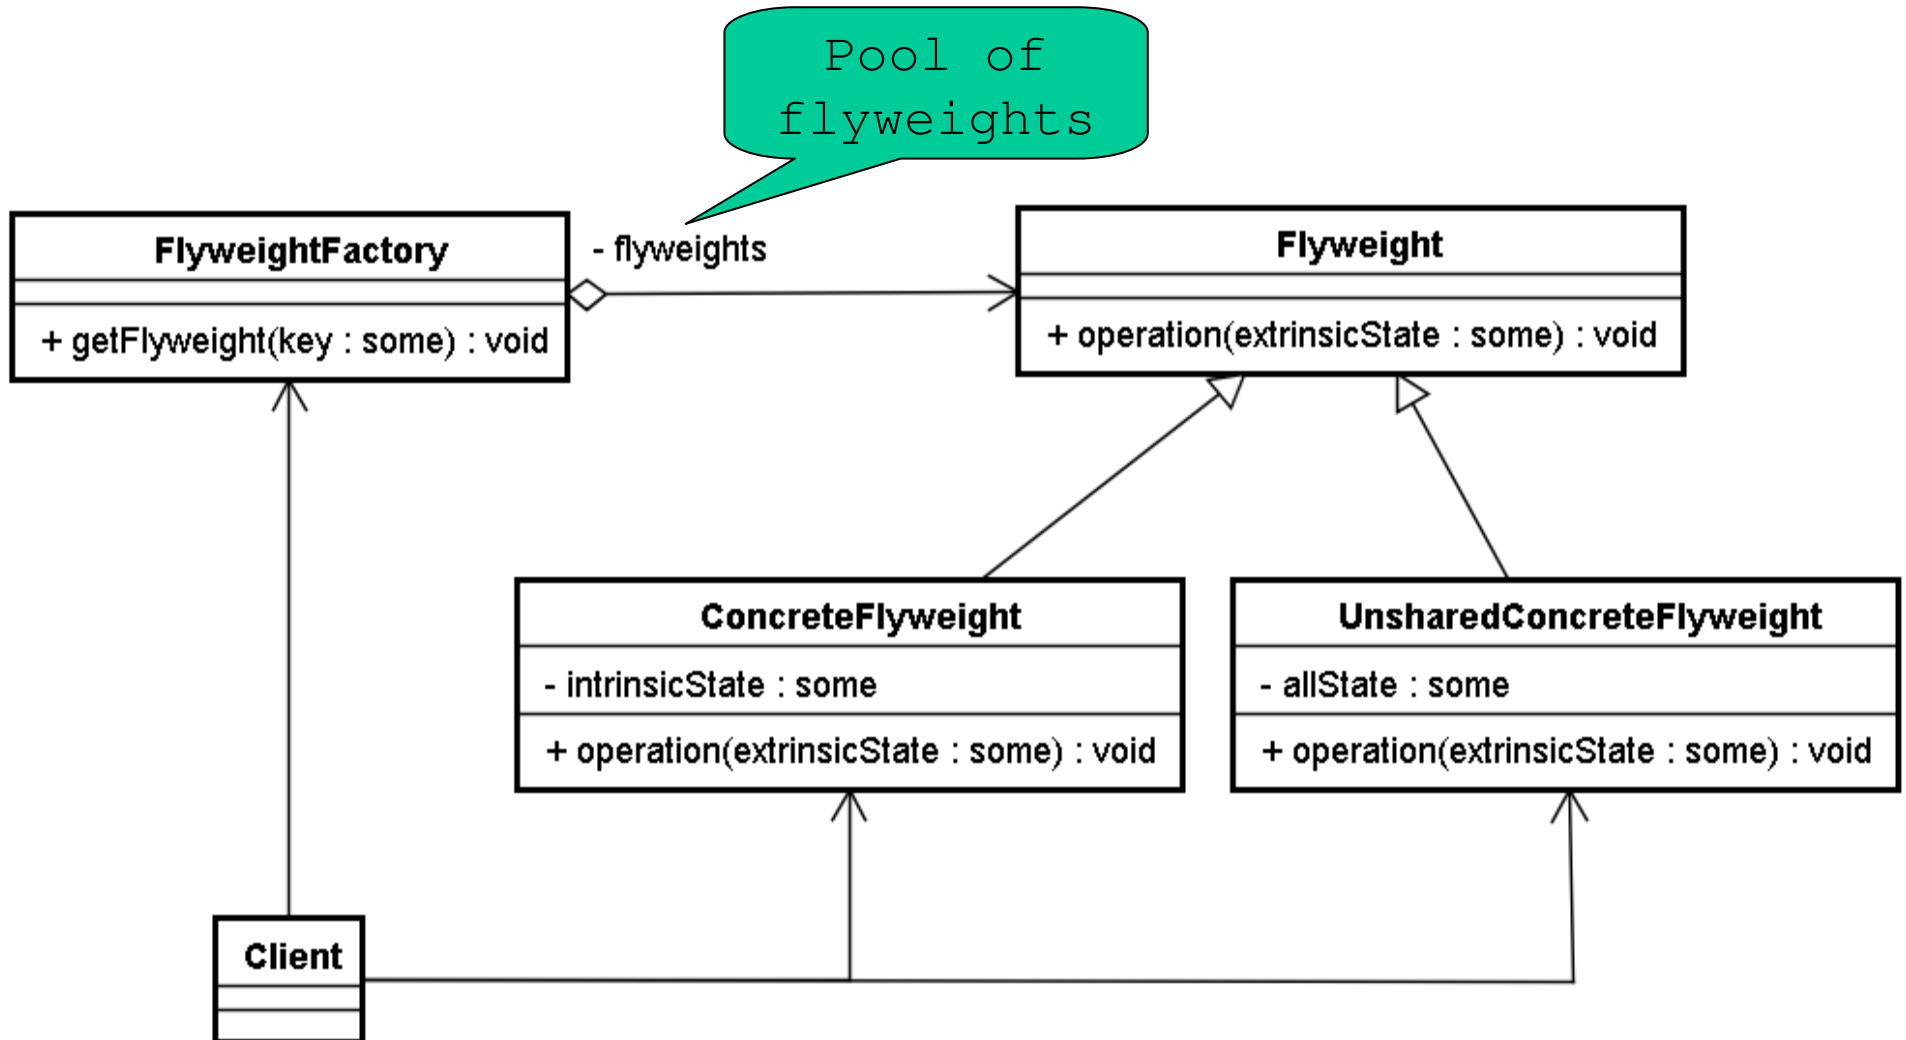 Pool of
flyweights
FlyweightFactory
- flyweights
Flyweight
+ getFlyweight(key : some) : void
+ operation(extrinsicState : some) : void
ConcreteFlyweight
UnsharedConcreteFlyweight
- intrinsicState : some
- allState : some
+ operation(extrinsicState : some) : void
+ operation(extrinsicState : some) : void
Client